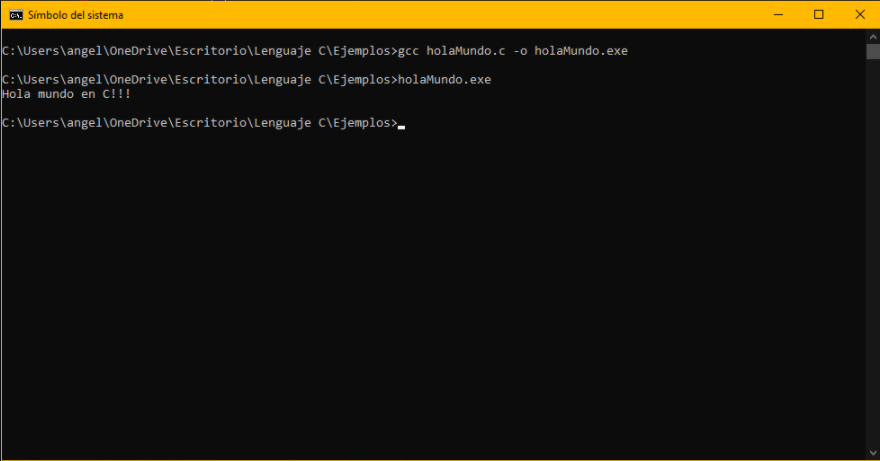 Símbolo del sistema
C:\Users\angel\OneDrive\Escritorio\Lenguaje C\Ejemplos>gcc holaMundo.c -o holaMundo.exe
C:\Users\angel\OneDrive\Escritorio\Lenguaje C\Ejemplos>holaMundo.exe
Hola mundo en C!!!
C:\Users\angel\OneDrive\Escritorio\Lenguaje C\Ejemplos>